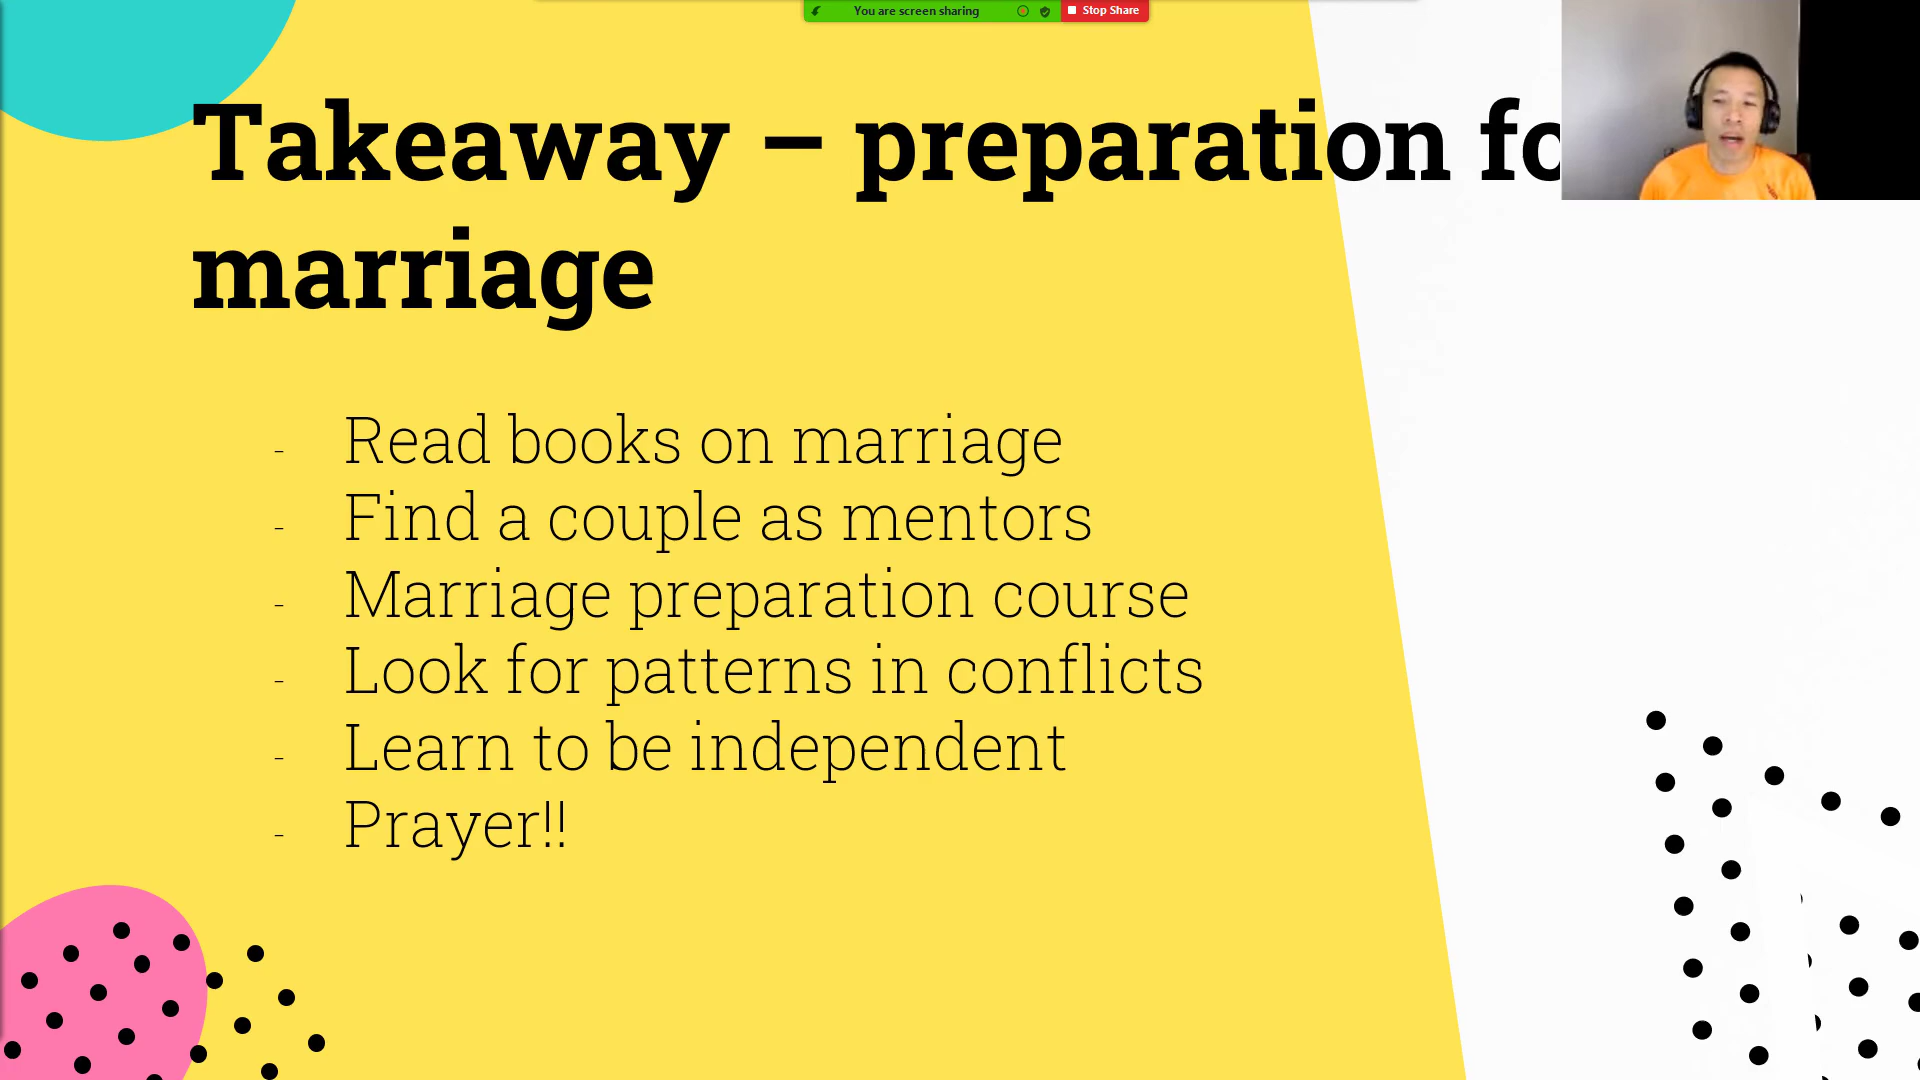 You are screen sharing
Stop Share
Takeaway – preparation
marriage
- Read books on marriage
- Find a couple as mentors
- Marriage preparation course
- Look for patterns in conflicts
- Learn to be independent
- Prayer!!